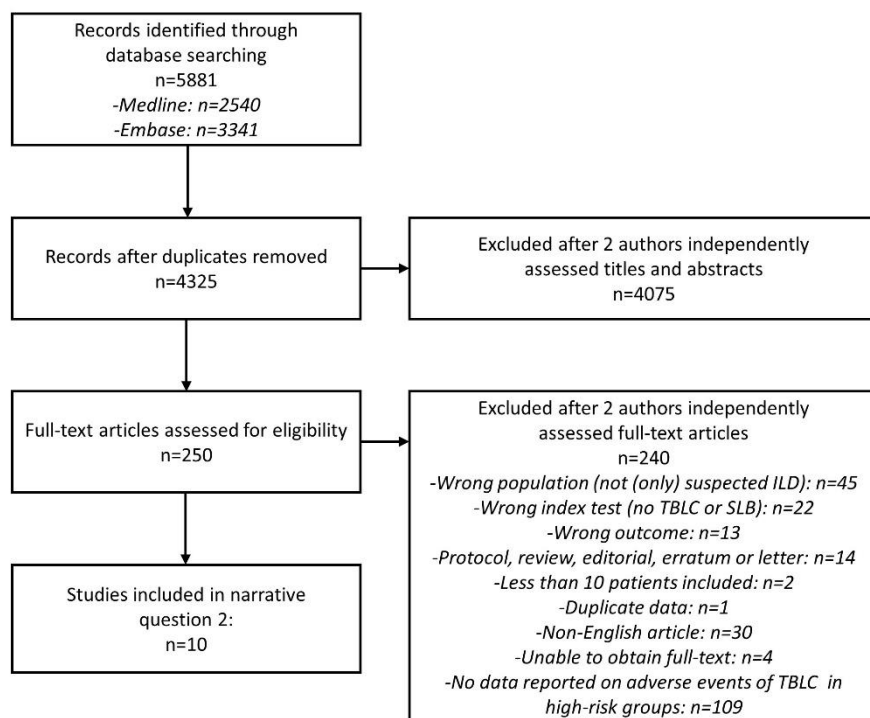 Records identified through
database searching
n=5881
-Medline: n=2540
-Embase: n=3341
Records after duplicates removed
n=4325
Excluded after 2 authors independently
assessed titles and abstracts
n=4075
Full-text articles assessed for eligibility
n=250
Excluded after 2 authors independently
assessed full-text articles
n=240
-Wrong population (not (only) suspected ILD): n=45
-Wrong index test (no TBLC or SLB): n=22
-Wrong outcome: n=13
-Protocol, review, editorial, erratum or letter: n=14
-Less than 10 patients included: n=2
-Duplicate data: n=1
-Non-English article: n=30
-Unable to obtain full-text: n=4
-No data reported on adverse events of TBLC in
high-risk groups: n=109
Studies included in narrative
question 2:
n=10